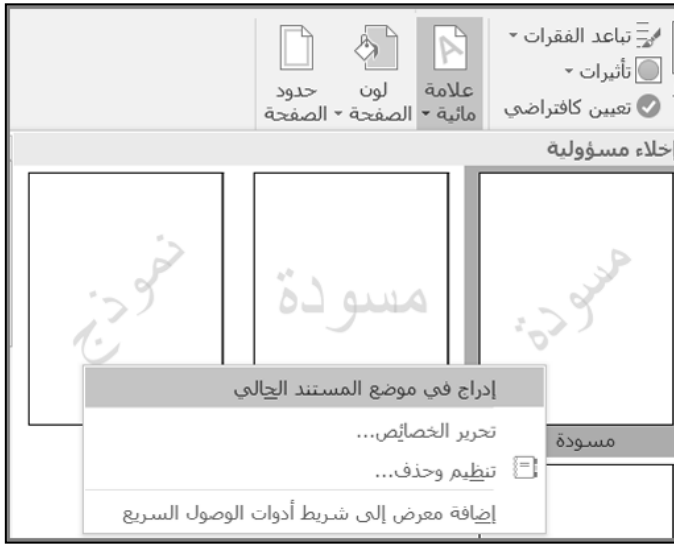 تباعد الفقرات
تأثيرات
تعيين كافتراضي
علامة
مائية
لون
الصفحة
حدود
الصفحة
إخلاء مسؤولية
مسودة
مسودة
نموذج
مسودة
إدراج في موضع المستند الحالي
تحرير الخصائص...
تنظيم وحذف...
إضافة معرض إلى شريط أدوات الوصول السريع